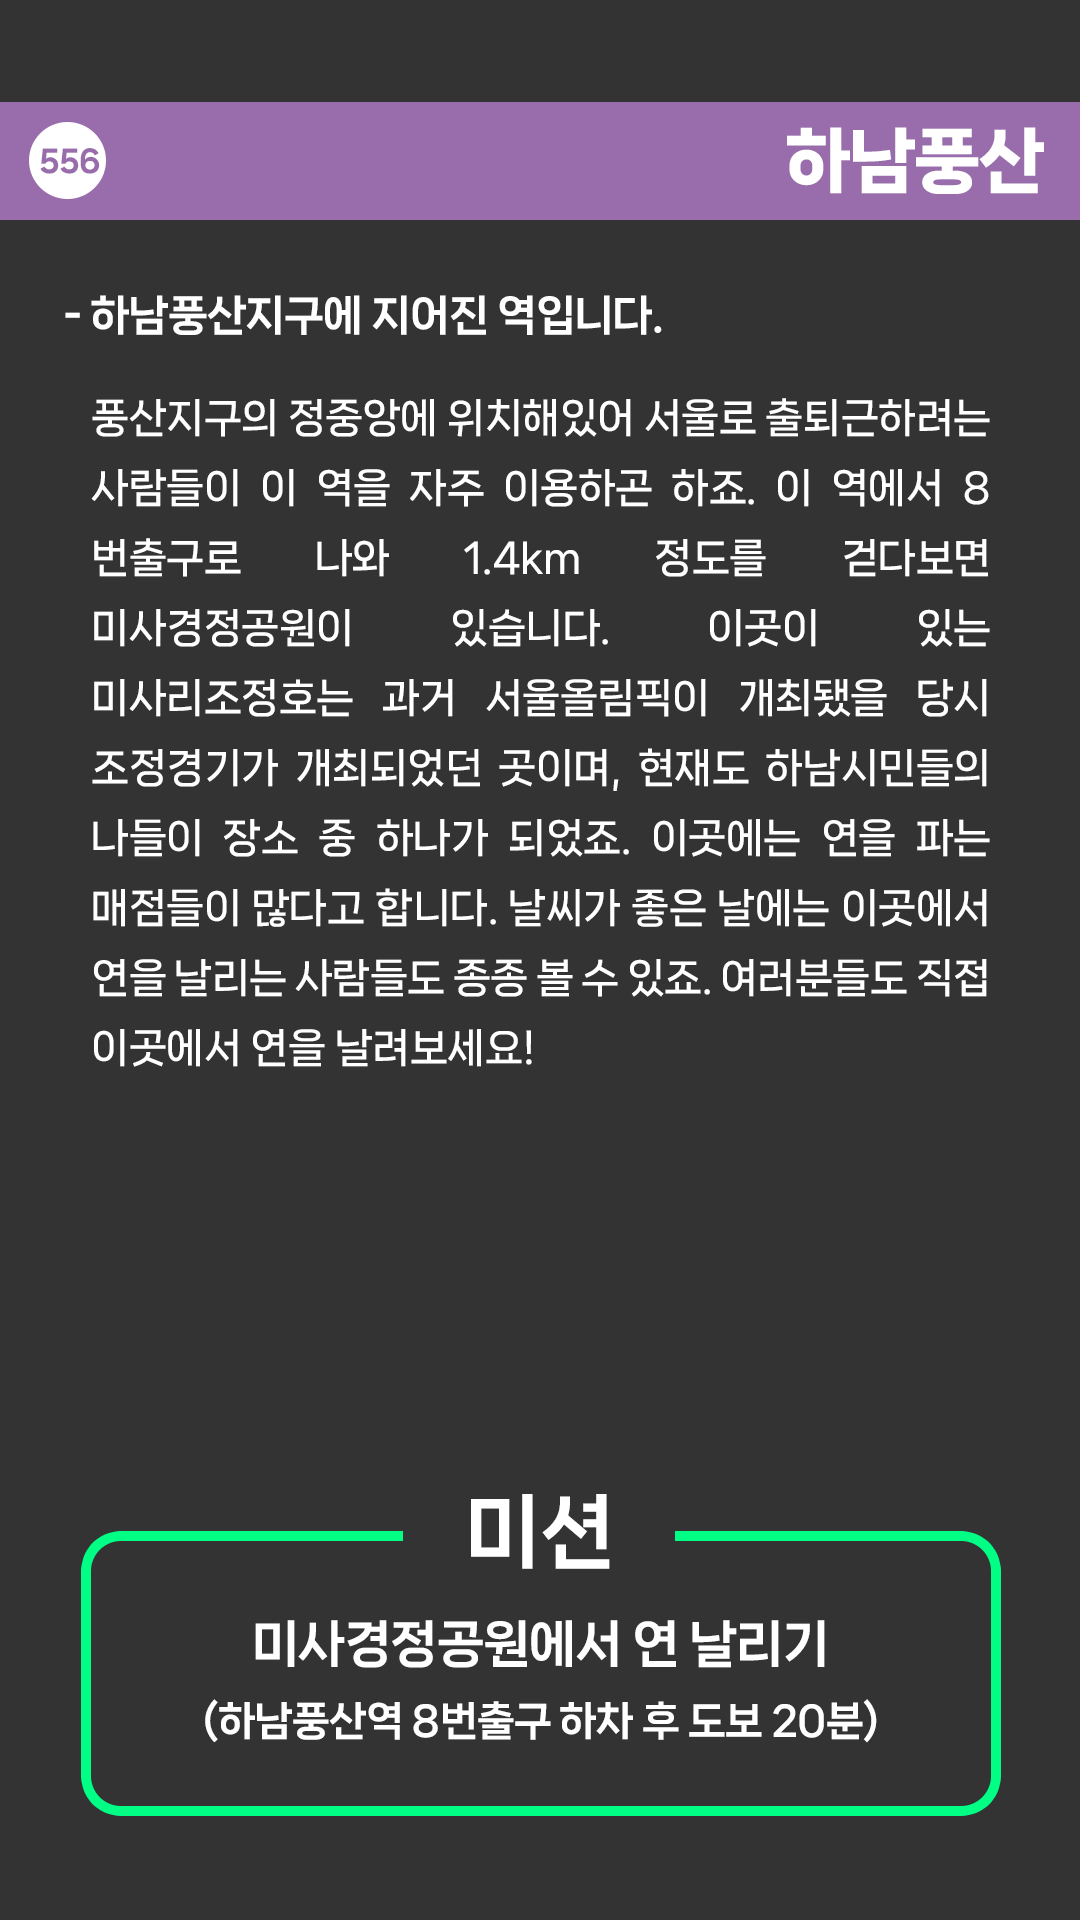 556
하남풍산
- 하남풍산지구에 지어진 역입니다.
풍산지구의 정중앙에 위치해있어 서울로 출퇴근하려는
사람들이 이 역을 자주 이용하곤 하죠. 이 역에서 8
번출구로 나와 1.4km 정도를 걷다보면
미사경정공원이 있습니다. 이곳이 있는
미사리조정호는 과거 서울올림픽이 개최됐을 당시
조정경기가 개최되었던 곳이며, 현재도 하남시민들의
나들이 장소 중 하나가 되었죠. 이곳에는 연을 파는
매점들이 많다고 합니다. 날씨가 좋은 날에는 이곳에서
연을 날리는 사람들도 종종 볼 수 있죠. 여러분들도 직접
이곳에서 연을 날려보세요!
미션
미사경정공원에서 연 날리기
(하남풍산역 8번출구 하차 후 도보 20분)